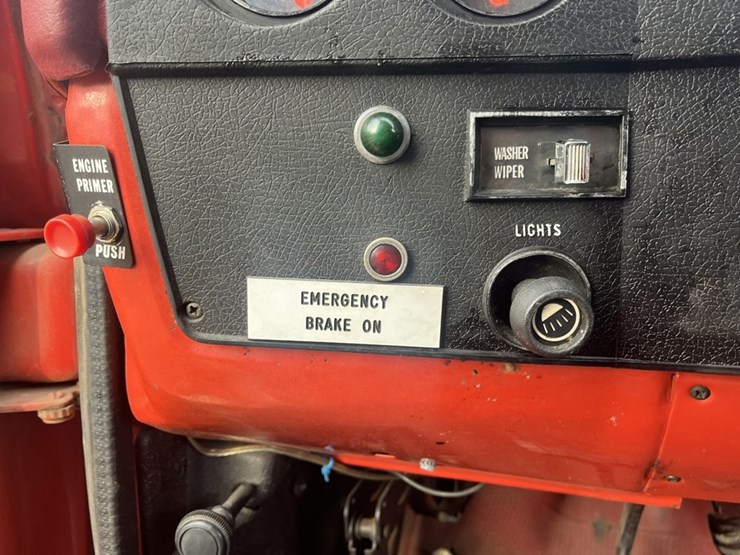 ENGINE
PRIMER
PUSH
WASHER
WIPER
LIGHTS
EMERGENCY
BRAKE ON